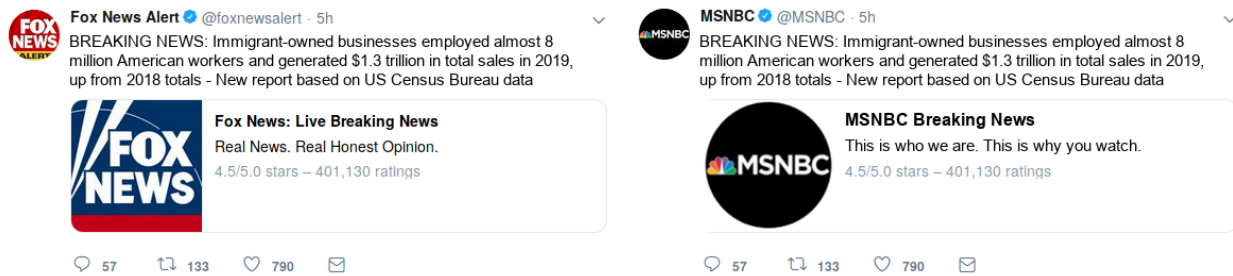 Fox News Alert @foxnewsalert · 5h
BREAKING NEWS: Immigrant-owned businesses employed almost 8
million American workers and generated $1.3 trillion in total sales in 2019,
up from 2018 totals - New report based on US Census Bureau data
FOX
NEWS
ALERT
Fox News: Live Breaking News
Real News. Real Honest Opinion.
4.5/5.0 stars – 401,130 ratings
FOX
NEWS
57 133 790
MSNBC @MSNBC · 5h
BREAKING NEWS: Immigrant-owned businesses employed almost 8
million American workers and generated $1.3 trillion in total sales in 2019,
up from 2018 totals - New report based on US Census Bureau data
MSNBC
MSNBC Breaking News
This is who we are. This is why you watch.
4.5/5.0 stars – 401,130 ratings
MSNBC
57 133 790